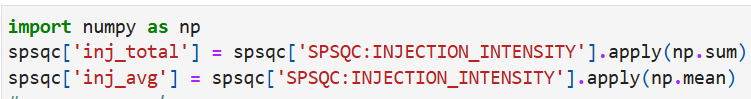 import numpy as np
spsqc['inj_total'] = spsqc['SPSQC:INJECTION_INTENSITY'].apply(np.sum)
spsqc['inj_avg'] = spsqc['SPSQC:INJECTION_INTENSITY'].apply(np.mean)